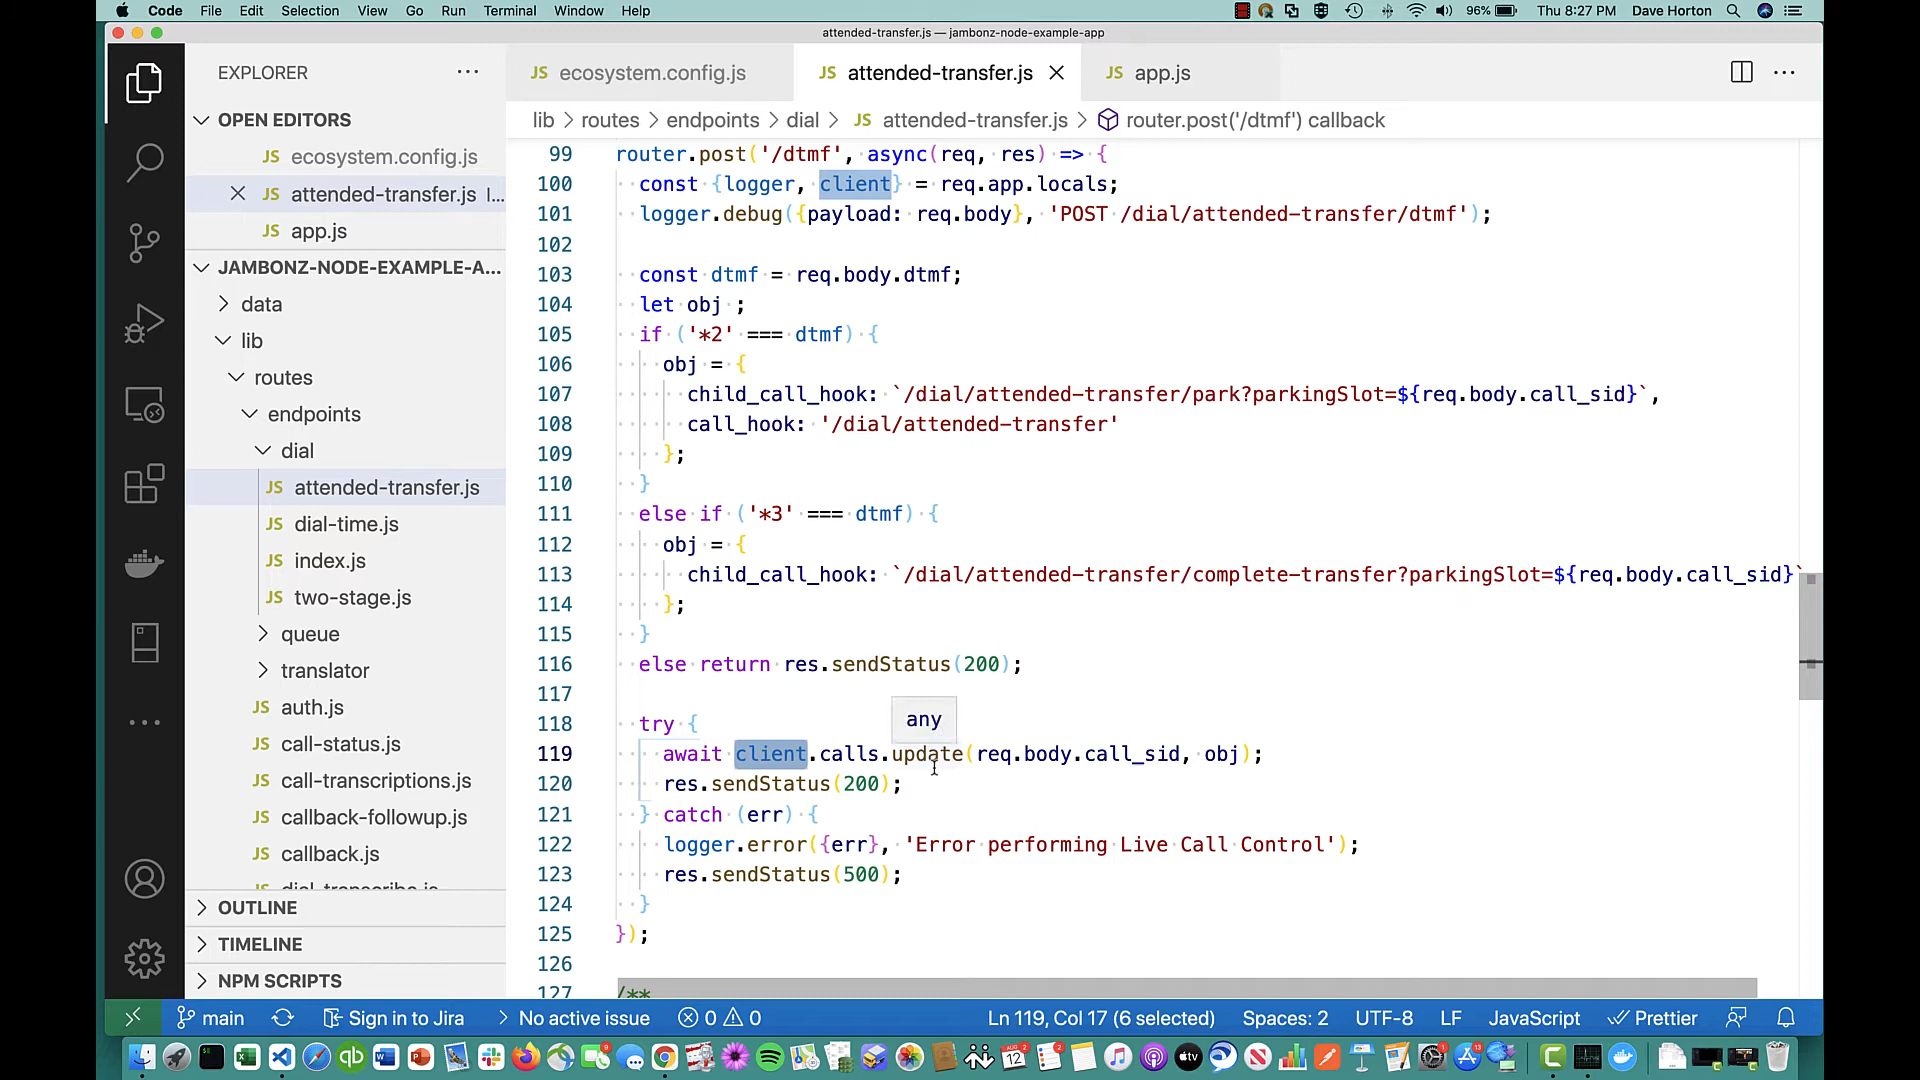 Code File Edit Selection View Go Run Terminal Window Help 96% Thu 8:27 PM Dave Horton
attended-transfer.js — jambonz-node-example-app
EXPLORER ···
JS ecosystem.config.js JS attended-transfer.js JS app.js ···
OPEN EDITORS
JS ecosystem.config.js
JS attended-transfer.js l...
JS app.js
JAMBONZ-NODE-EXAMPLE-A...
data
lib
routes
endpoints
dial
JS attended-transfer.js
JS dial-time.js
JS index.js
JS two-stage.js
queue
translator
JS auth.js
JS call-status.js
JS call-transcriptions.js
JS callback-followup.js
JS callback.js
JS dial-transcribe.js
OUTLINE
TIMELINE
NPM SCRIPTS
lib > routes > endpoints > dial > JS attended-transfer.js > router.post('/dtmf') callback
99 router.post('/dtmf', async(req, res) => {
100 const {logger, client} = req.app.locals;
101 logger.debug({payload: req.body}, 'POST /dial/attended-transfer/dtmf');
102
103 const dtmf = req.body.dtmf;
104 let obj ;
105 if ('*2' === dtmf) {
106 obj = {
107 child_call_hook: `/dial/attended-transfer/park?parkingSlot=${req.body.call_sid}`,
108 call_hook: '/dial/attended-transfer'
109 };
110 }
111 else if ('*3' === dtmf) {
112 obj = {
113 child_call_hook: `/dial/attended-transfer/complete-transfer?parkingSlot=${req.body.call_sid}`
114 };
115 }
116 else return res.sendStatus(200);
117
any
118 try {
119 await client.calls.update(req.body.call_sid, obj);
120 res.sendStatus(200);
121 } catch (err) {
122 logger.error({err}, 'Error performing Live Call Control');
123 res.sendStatus(500);
124 }
125 });
126
127 /**
main Sign in to Jira No active issue 0 0 Ln 119, Col 17 (6 selected) Spaces: 2 UTF-8 LF JavaScript Prettier